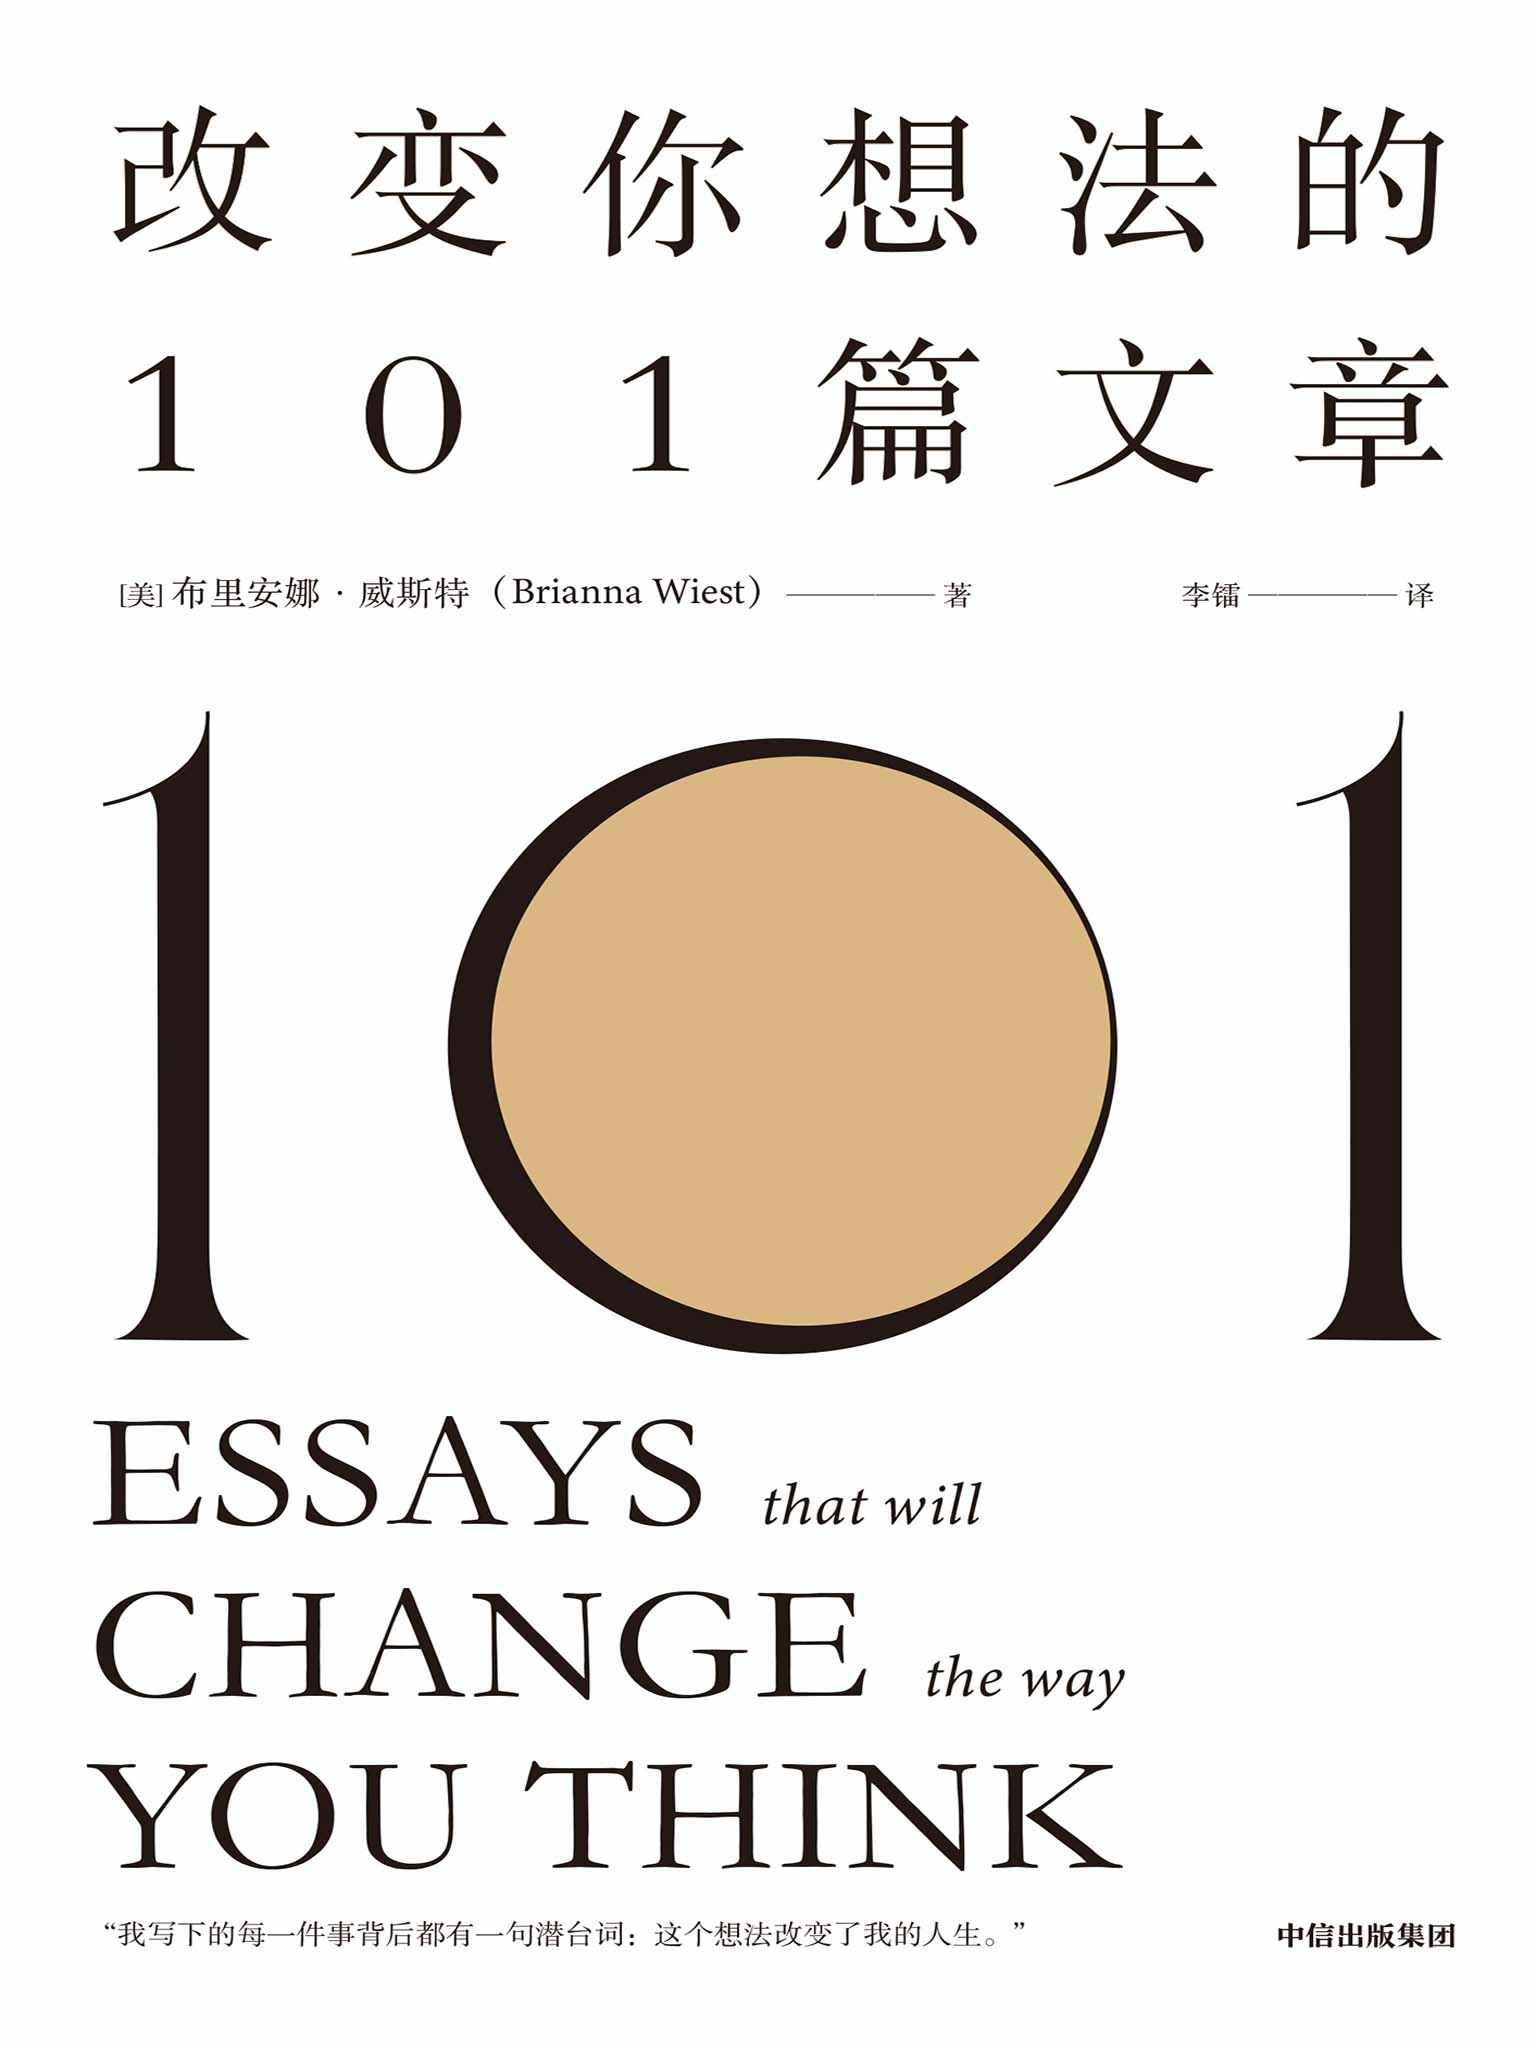 改变你想法的
101篇文章
[美]布里安娜·威斯特（Brianna Wiest）————— 著 李镭 ————— 译
101
ESSAYS that will
CHANGE the way
YOU THINK
“我写下的每一件事背后都有一句潜台词：这个想法改变了我的人生。” 中信出版集团